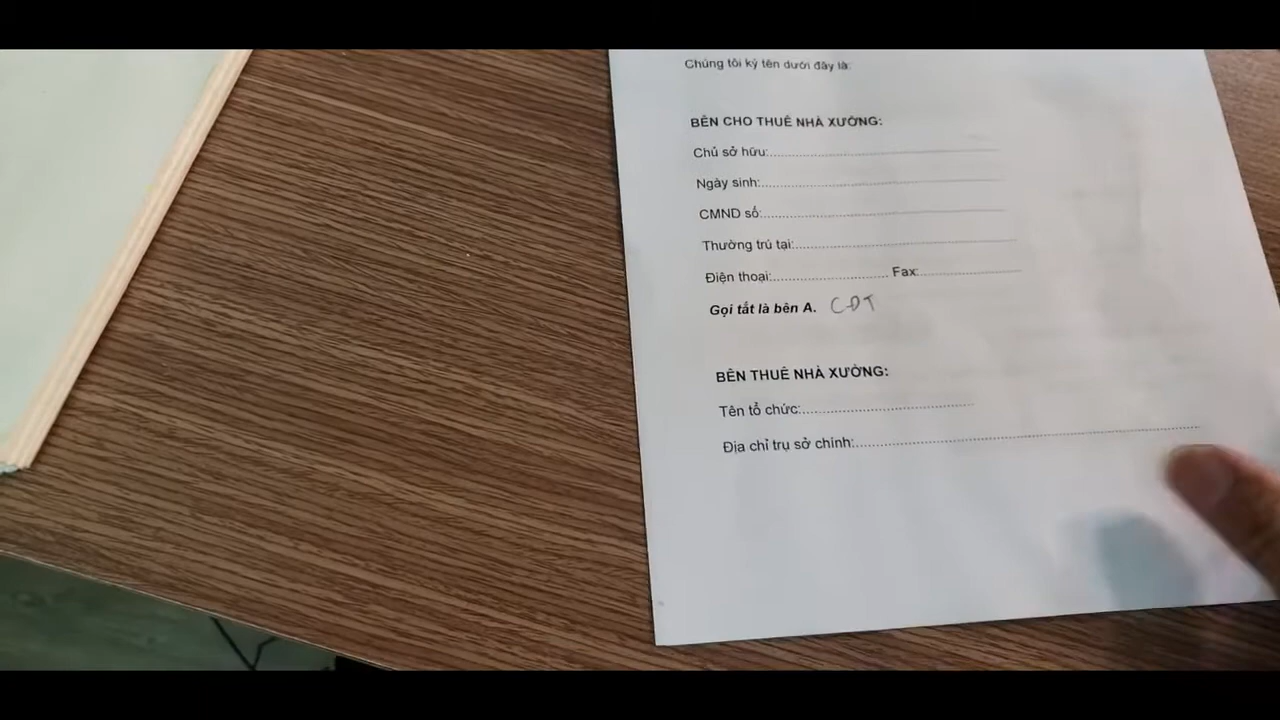 Chúng tôi ký tên dưới đây là:
BÊN CHO THUÊ NHÀ XƯỞNG:
Chủ sở hữu:
Ngày sinh:
CMND số:
Thường trú tại:
Điện thoại: Fax:
Gọi tắt là bên A. CĐT
BÊN THUÊ NHÀ XƯỞNG:
Tên tổ chức:
Địa chỉ trụ sở chính: